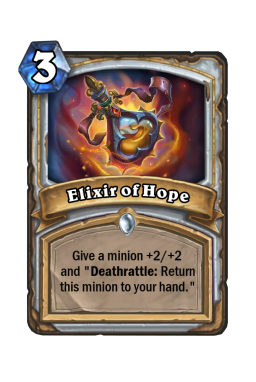 3
Elixir of Hope
Give a minion +2/+2
and "Deathrattle: Return
this minion to your hand."